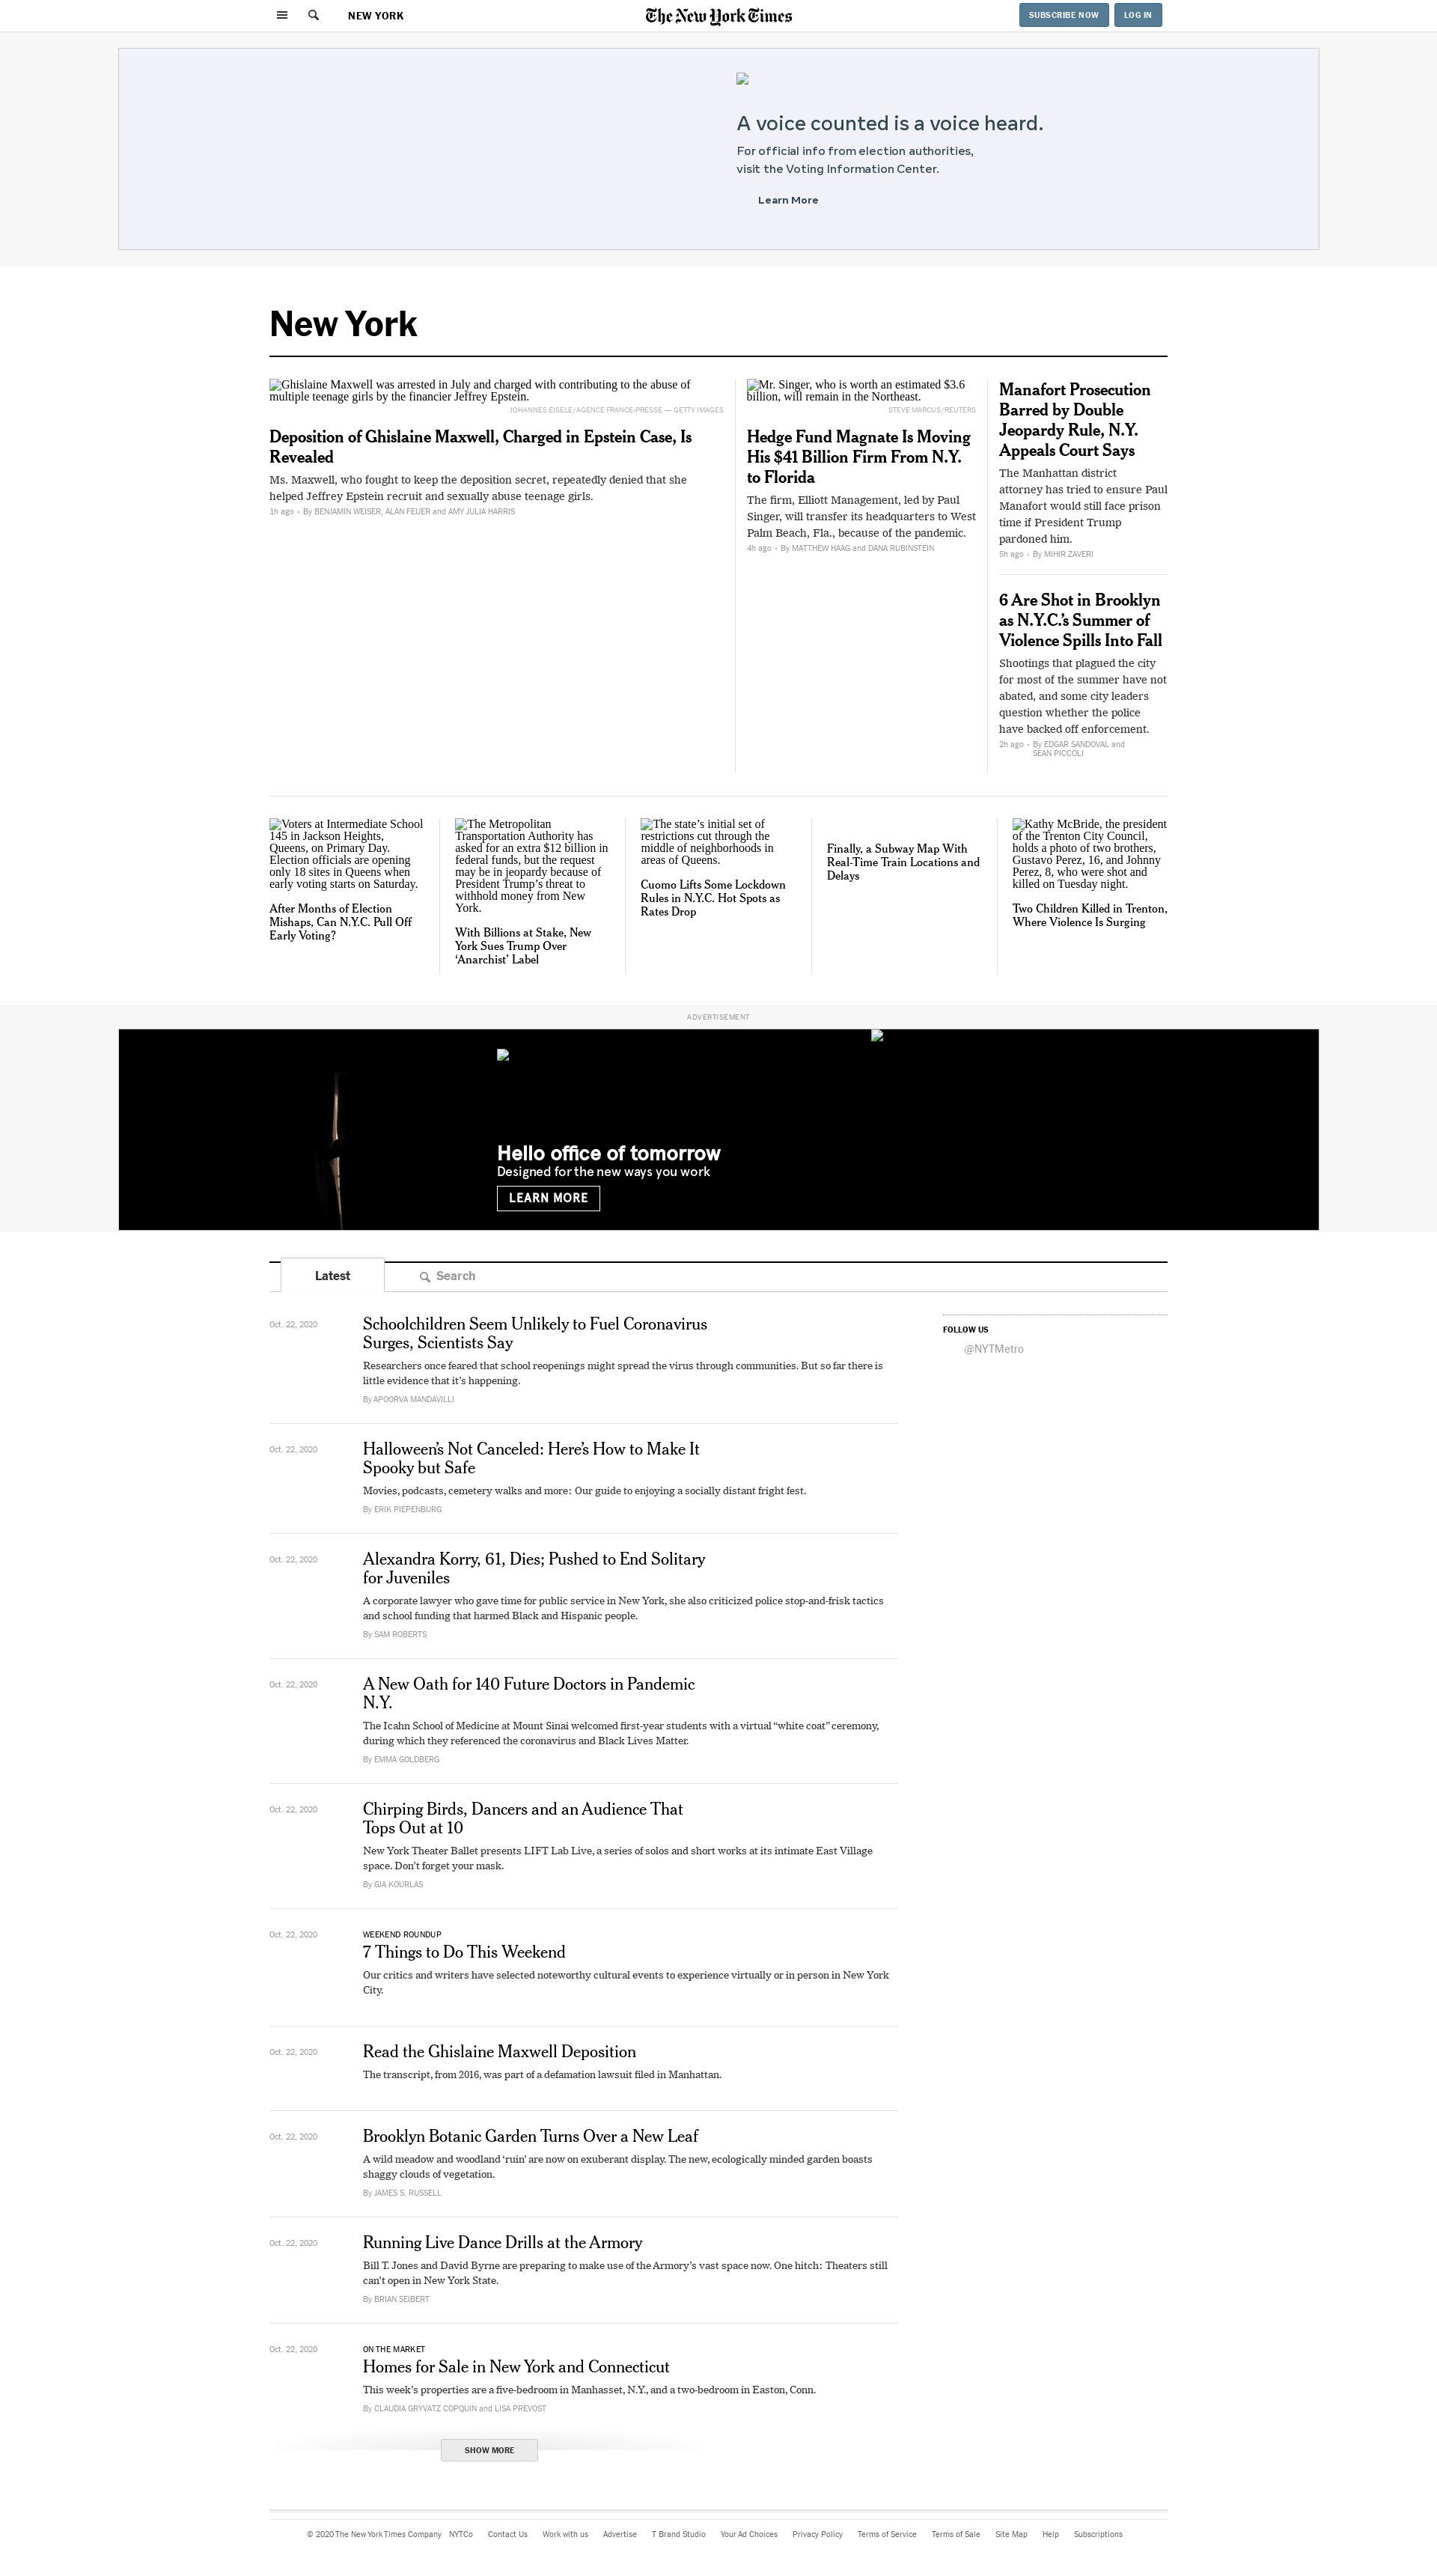 NEW YORK
The New York Times
SUBSCRIBE NOW
LOG IN
A voice counted is a voice heard.
For official info from election authorities,
visit the Voting Information Center.
Learn More
New York
Ghislaine Maxwell was arrested in July and charged with contributing to the abuse of
multiple teenage girls by the financier Jeffrey Epstein.
JOHANNES EISELE/AGENCE FRANCE-PRESSE — GETTY IMAGES
Deposition of Ghislaine Maxwell, Charged in Epstein Case, Is
Revealed
Ms. Maxwell, who fought to keep the deposition secret, repeatedly denied that she
helped Jeffrey Epstein recruit and sexually abuse teenage girls.
1h ago • By BENJAMIN WEISER, ALAN FEUER and AMY JULIA HARRIS
Mr. Singer, who is worth an estimated $3.6
billion, will remain in the Northeast.
STEVE MARCUS/REUTERS
Hedge Fund Magnate Is Moving
His $41 Billion Firm From N.Y.
to Florida
The firm, Elliott Management, led by Paul
Singer, will transfer its headquarters to West
Palm Beach, Fla., because of the pandemic.
4h ago • By MATTHEW HAAG and DANA RUBINSTEIN
Manafort Prosecution
Barred by Double
Jeopardy Rule, N.Y.
Appeals Court Says
The Manhattan district
attorney has tried to ensure Paul
Manafort would still face prison
time if President Trump
pardoned him.
5h ago • By MIHIR ZAVERI
6 Are Shot in Brooklyn
as N.Y.C.’s Summer of
Violence Spills Into Fall
Shootings that plagued the city
for most of the summer have not
abated, and some city leaders
question whether the police
have backed off enforcement.
2h ago • By EDGAR SANDOVAL and
SEAN PICCOLI
Voters at Intermediate School
145 in Jackson Heights,
Queens, on Primary Day.
Election officials are opening
only 18 sites in Queens when
early voting starts on Saturday.
After Months of Election
Mishaps, Can N.Y.C. Pull Off
Early Voting?
The Metropolitan
Transportation Authority has
asked for an extra $12 billion in
federal funds, but the request
may be in jeopardy because of
President Trump’s threat to
withhold money from New
York.
With Billions at Stake, New
York Sues Trump Over
‘Anarchist’ Label
The state’s initial set of
restrictions cut through the
middle of neighborhoods in
areas of Queens.
Cuomo Lifts Some Lockdown
Rules in N.Y.C. Hot Spots as
Rates Drop
Finally, a Subway Map With
Real-Time Train Locations and
Delays
Kathy McBride, the president
of the Trenton City Council,
holds a photo of two brothers,
Gustavo Perez, 16, and Johnny
Perez, 8, who were shot and
killed on Tuesday night.
Two Children Killed in Trenton,
Where Violence Is Surging
ADVERTISEMENT
Hello office of tomorrow
Designed for the new ways you work
LEARN MORE
Latest
Search
Oct. 22, 2020
Schoolchildren Seem Unlikely to Fuel Coronavirus
Surges, Scientists Say
Researchers once feared that school reopenings might spread the virus through communities. But so far there is
little evidence that it’s happening.
By APOORVA MANDAVILLI
FOLLOW US
@NYTMetro
Oct. 22, 2020
Halloween’s Not Canceled: Here’s How to Make It
Spooky but Safe
Movies, podcasts, cemetery walks and more: Our guide to enjoying a socially distant fright fest.
By ERIK PIEPENBURG
Oct. 22, 2020
Alexandra Korry, 61, Dies; Pushed to End Solitary
for Juveniles
A corporate lawyer who gave time for public service in New York, she also criticized police stop-and-frisk tactics
and school funding that harmed Black and Hispanic people.
By SAM ROBERTS
Oct. 22, 2020
A New Oath for 140 Future Doctors in Pandemic
N.Y.
The Icahn School of Medicine at Mount Sinai welcomed first-year students with a virtual “white coat” ceremony,
during which they referenced the coronavirus and Black Lives Matter.
By EMMA GOLDBERG
Oct. 22, 2020
Chirping Birds, Dancers and an Audience That
Tops Out at 10
New York Theater Ballet presents LIFT Lab Live, a series of solos and short works at its intimate East Village
space. Don’t forget your mask.
By GIA KOURLAS
Oct. 22, 2020
WEEKEND ROUNDUP
7 Things to Do This Weekend
Our critics and writers have selected noteworthy cultural events to experience virtually or in person in New York
City.
Oct. 22, 2020
Read the Ghislaine Maxwell Deposition
The transcript, from 2016, was part of a defamation lawsuit filed in Manhattan.
Oct. 22, 2020
Brooklyn Botanic Garden Turns Over a New Leaf
A wild meadow and woodland ‘ruin’ are now on exuberant display. The new, ecologically minded garden boasts
shaggy clouds of vegetation.
By JAMES S. RUSSELL
Oct. 22, 2020
Running Live Dance Drills at the Armory
Bill T. Jones and David Byrne are preparing to make use of the Armory’s vast space now. One hitch: Theaters still
can’t open in New York State.
By BRIAN SEIBERT
Oct. 22, 2020
ON THE MARKET
Homes for Sale in New York and Connecticut
This week’s properties are a five-bedroom in Manhasset, N.Y., and a two-bedroom in Easton, Conn.
By CLAUDIA GRYVATZ COPQUIN and LISA PREVOST
SHOW MORE
© 2020 The New York Times Company NYTCo Contact Us Work with us Advertise T Brand Studio Your Ad Choices Privacy Policy Terms of Service Terms of Sale Site Map Help Subscriptions